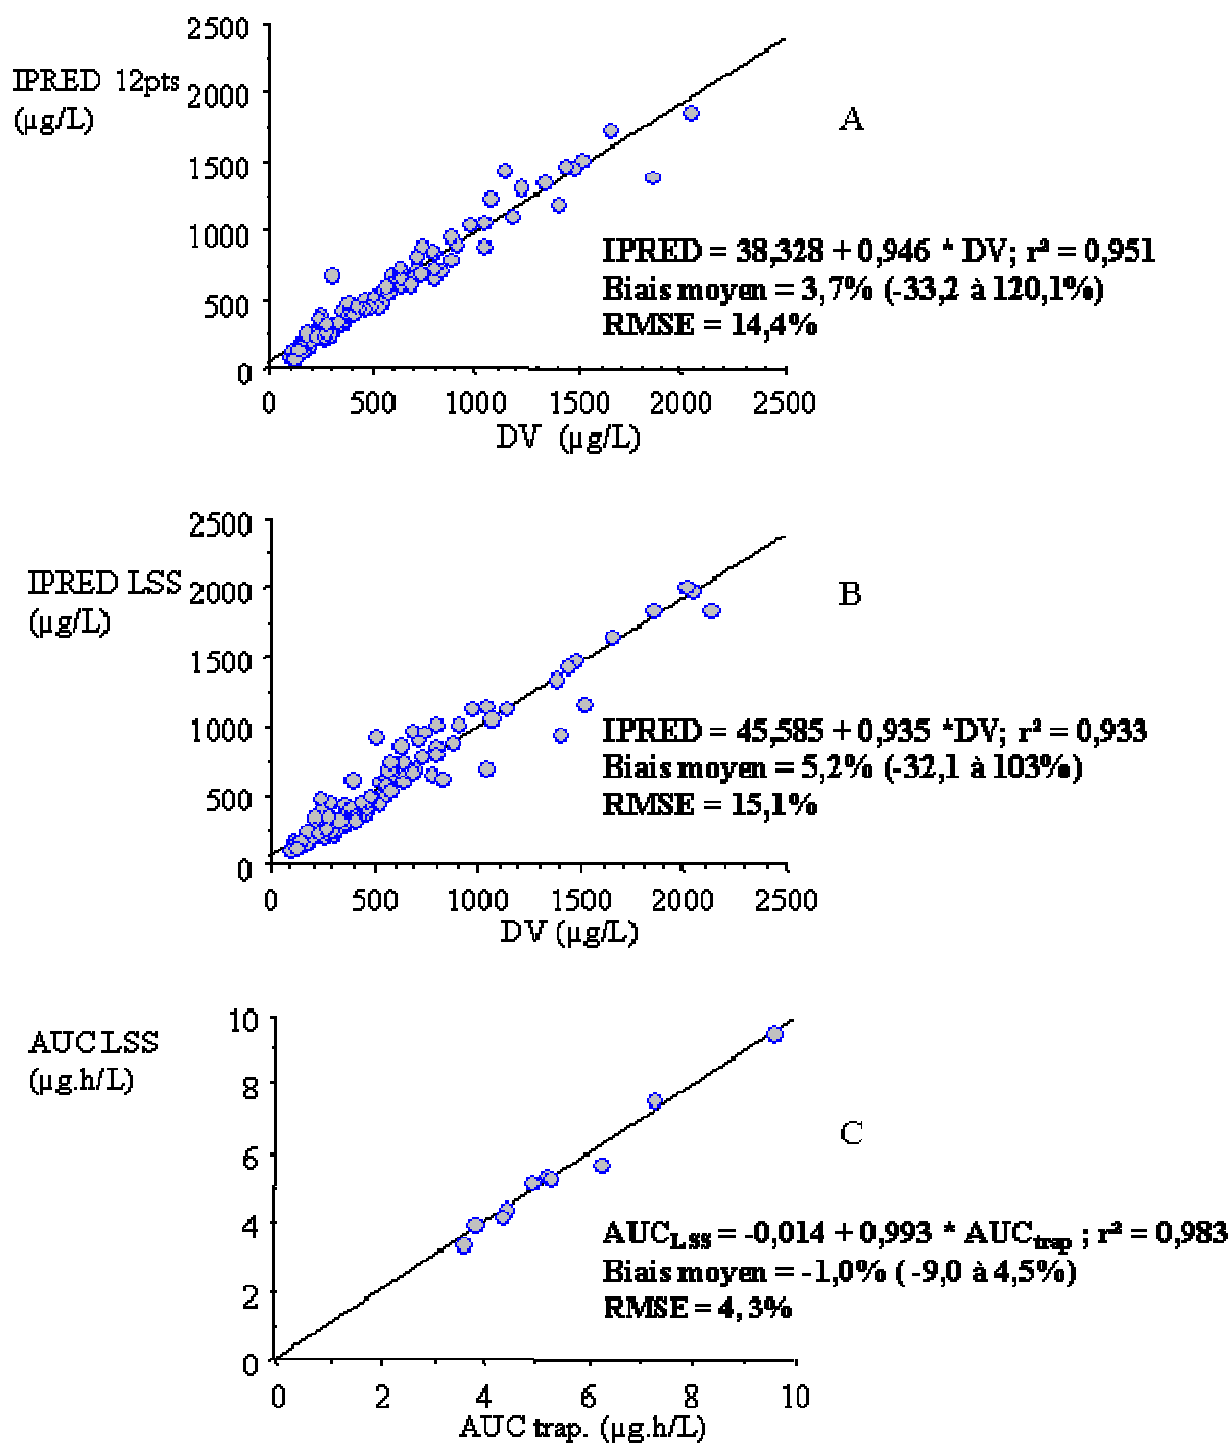 2500
IPRED 12pts
(µg/L)
2000
A
1500
1000
IPRED = 38,328 + 0,946 * DV; r² = 0,951
Biais moyen = 3,7% (-33,2 à 120,1%)
500
RMSE = 14,4%
0
0 500 1000 1500 2000 2500
DV (µg/L)
2500
IPRED LSS
2000
B
(µg/L)
1500
1000
IPRED = 45,585 + 0,935 *DV; r² = 0,933
Biais moyen = 5,2% (-32,1 à 103%)
500
RMSE = 15,1%
0
0 500 1000 1500 2000 2500
DV (µg/L)
10
AUC LSS
(µg.h/L)
8
C
6
4
AUC_LSS = -0,014 + 0,993 * AUC_trap ; r² = 0,983
Biais moyen = -1,0% ( -9,0 à 4,5%)
2
RMSE = 4,3%
0
0 2 4 6 8 10
AUC trap. (µg.h/L)